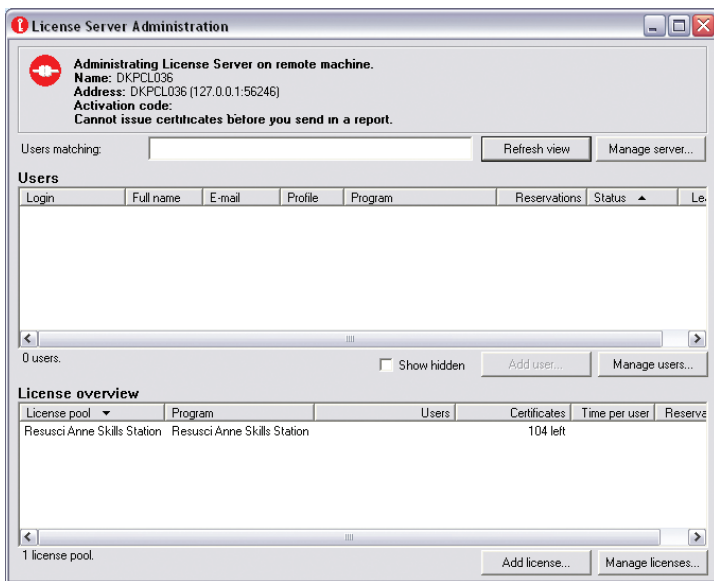 License Server Administration
Administrating License Server on remote machine.
Name: DKPCL036
Address: DKPCL036 (127.0.0.1:56246)
Activation code:
Cannot issue certificates before you send in a report.
Users matching: Refresh view Manage server...
Users
Login Full name E-mail Profile Program Reservations Status Le
0 users. Show hidden Add user... Manage users...
License overview
License pool Program Users Certificates Time per user Reserva
Resusci Anne Skills Station Resusci Anne Skills Station 104 left
1 license pool.
Add license... Manage licenses...